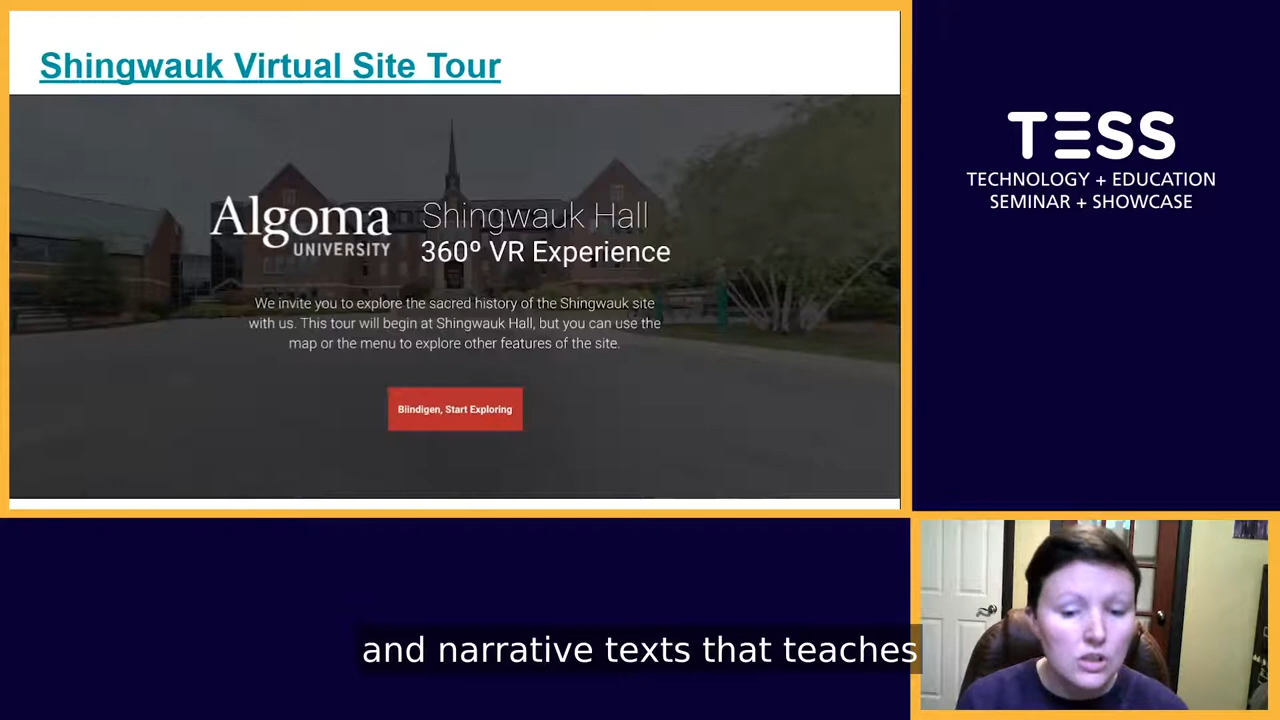 Shingwauk Virtual Site Tour
Algoma
UNIVERSITY
Shingwauk Hall
360º VR Experience
We invite you to explore the sacred history of the Shingwauk site
with us. This tour will begin at Shingwauk Hall, but you can use the
map or the menu to explore other features of the site.
Biindigen, Start Exploring
TESS
TECHNOLOGY + EDUCATION
SEMINAR + SHOWCASE
and narrative texts that teaches